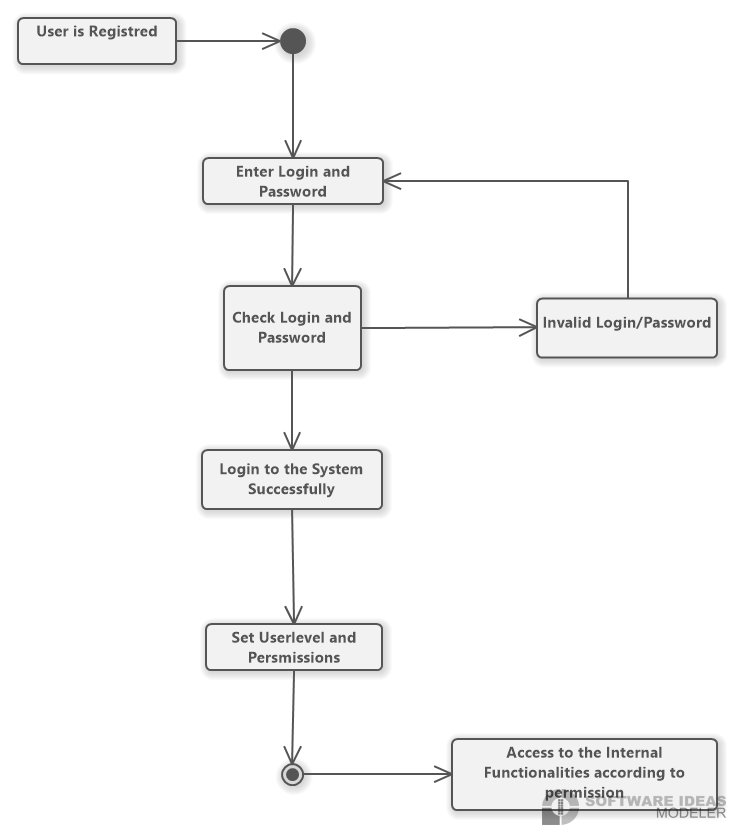 User is Registred
Enter Login and
Password
Check Login and
Password
Invalid Login/Password
Login to the System
Successfully
Set Userlevel and
Persmissions
Access to the Internal
Functionalities according to
permission
SOFTWARE IDEAS
MODELER